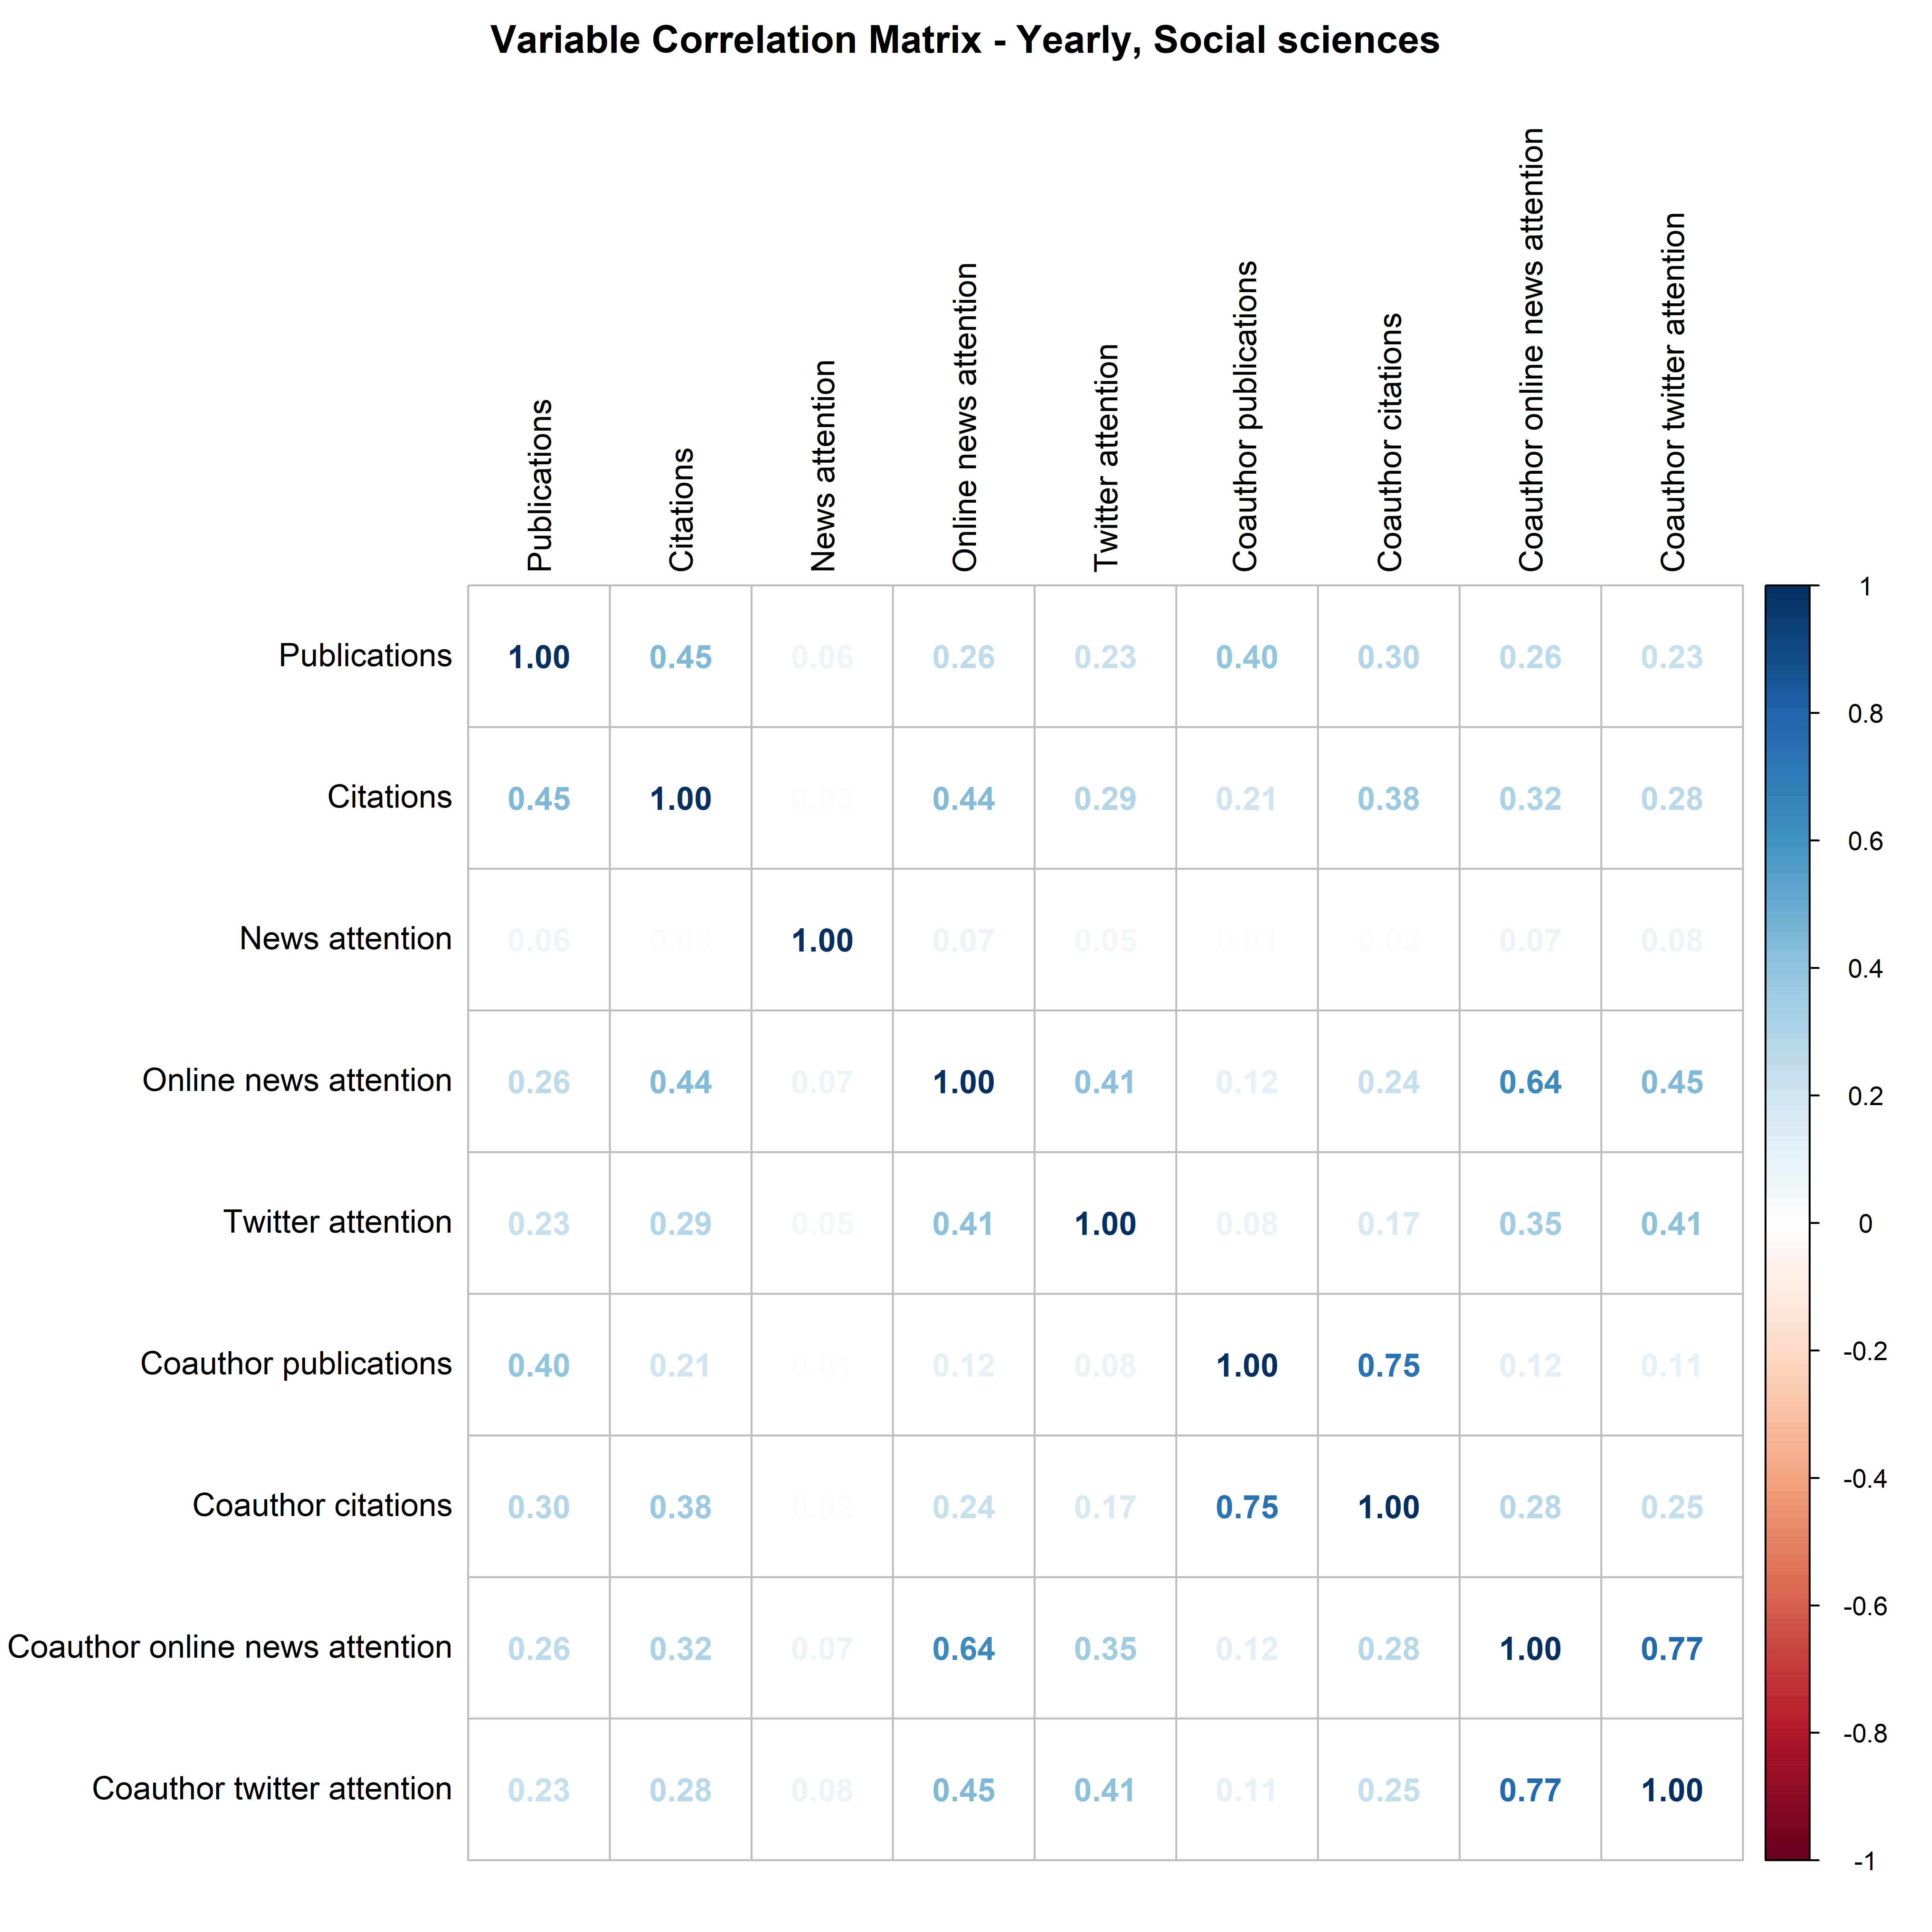 Variable Correlation Matrix - Yearly, Social sciences
Publications
Citations
News attention
Online news attention
Twitter attention
Coauthor publications
Coauthor citations
Coauthor online news attention
Coauthor twitter attention
Publications 1.00 0.45 0.06 0.26 0.23 0.40 0.30 0.26 0.23
Citations 0.45 1.00 0.03 0.44 0.29 0.21 0.38 0.32 0.28
News attention 0.06 0.03 1.00 0.07 0.05 0.01 0.02 0.07 0.08
Online news attention 0.26 0.44 0.07 1.00 0.41 0.12 0.24 0.64 0.45
Twitter attention 0.23 0.29 0.05 0.41 1.00 0.08 0.17 0.35 0.41
Coauthor publications 0.40 0.21 0.01 0.12 0.08 1.00 0.75 0.12 0.11
Coauthor citations 0.30 0.38 0.02 0.24 0.17 0.75 1.00 0.28 0.25
Coauthor online news attention 0.26 0.32 0.07 0.64 0.35 0.12 0.28 1.00 0.77
Coauthor twitter attention 0.23 0.28 0.08 0.45 0.41 0.11 0.25 0.77 1.00
1
0.8
0.6
0.4
0.2
0
-0.2
-0.4
-0.6
-0.8
-1